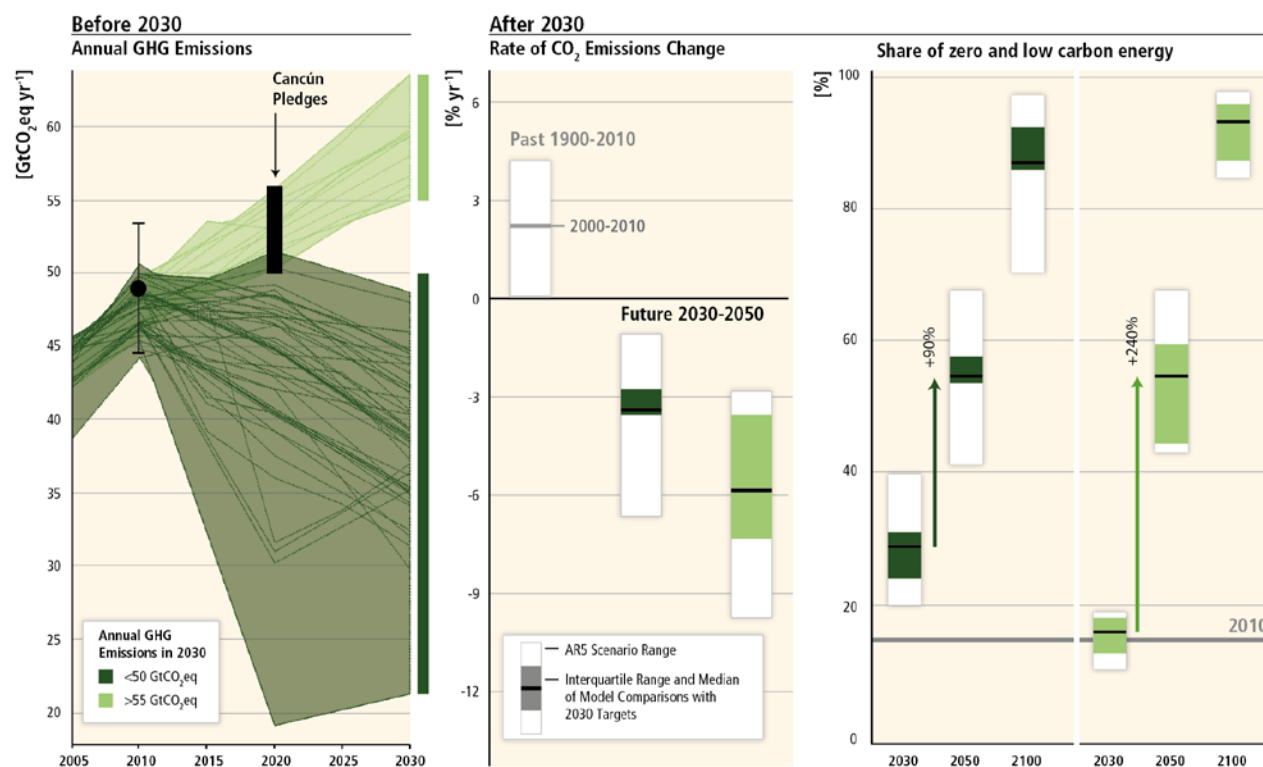 Before 2030
Annual GHG Emissions
[GtCO2eq yr-1]
60
55
50
45
40
35
30
25
20
2005 2010 2015 2020 2025 2030
Cancún
Pledges
Annual GHG
Emissions in 2030
<50 GtCO2eq
>55 GtCO2eq
After 2030
Rate of CO2 Emissions Change
[% yr-1]
6
3
0
-3
-6
-9
-12
Past 1900-2010
2000-2010
Future 2030-2050
AR5 Scenario Range
Interquartile Range and Median
of Model Comparisons with
2030 Targets
Share of zero and low carbon energy
[%]
100
80
60
40
20
0
+90%
+240%
2010
2030 2050 2100 2030 2050 2100